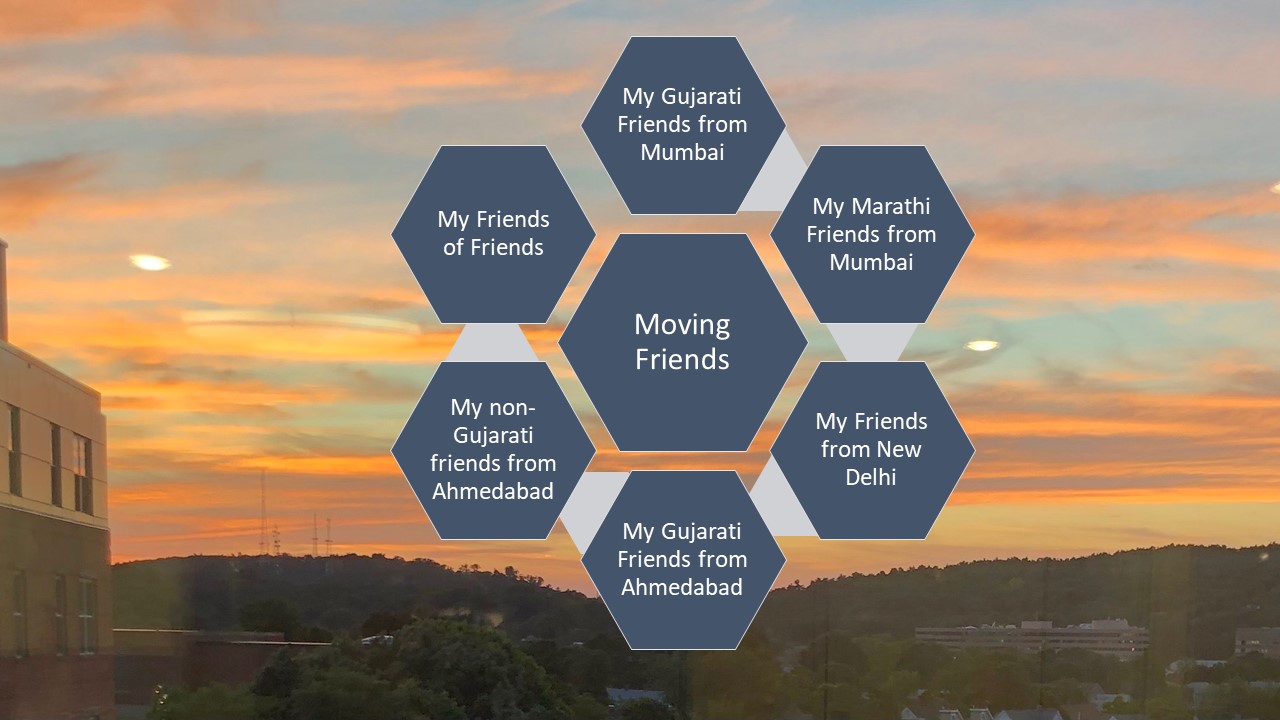 My Gujarati
Friends from
Mumbai
My Marathi
Friends from
Mumbai
My Friends
from New
Delhi
My Gujarati
Friends from
Ahmedabad
My non-
Gujarati
friends from
Ahmedabad
My Friends
of Friends
Moving
Friends